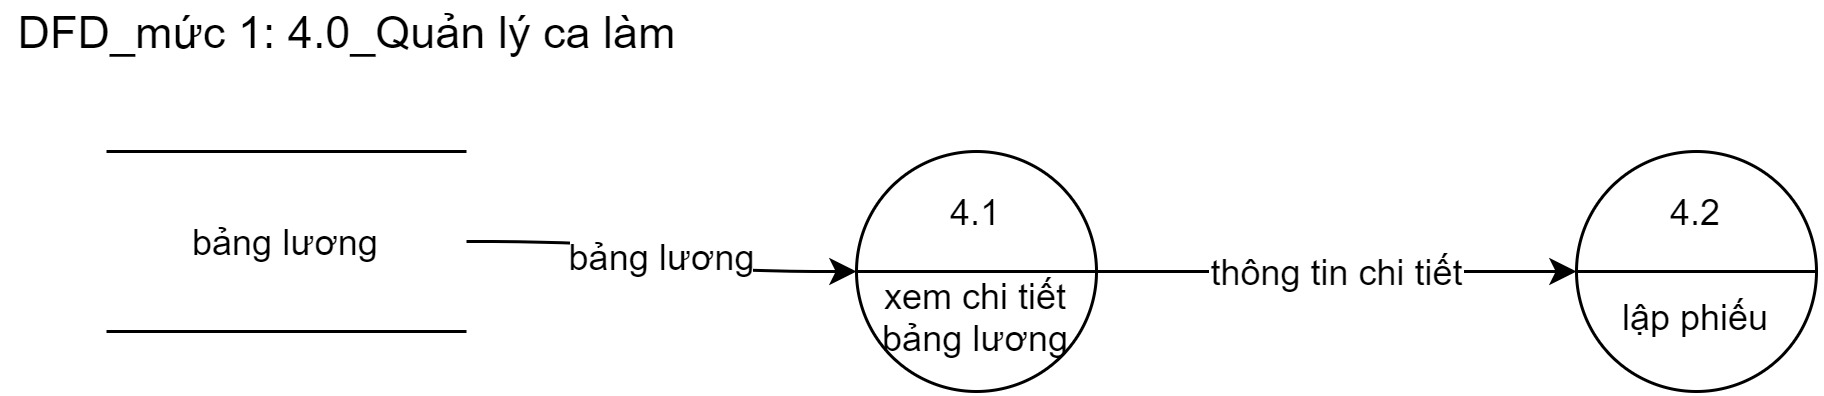 DFD_mức 1: 4.0_Quản lý ca làm
bảng lương
bảng lương
4.1
xem chi tiết
bảng lương
thông tin chi tiết
4.2
lập phiếu